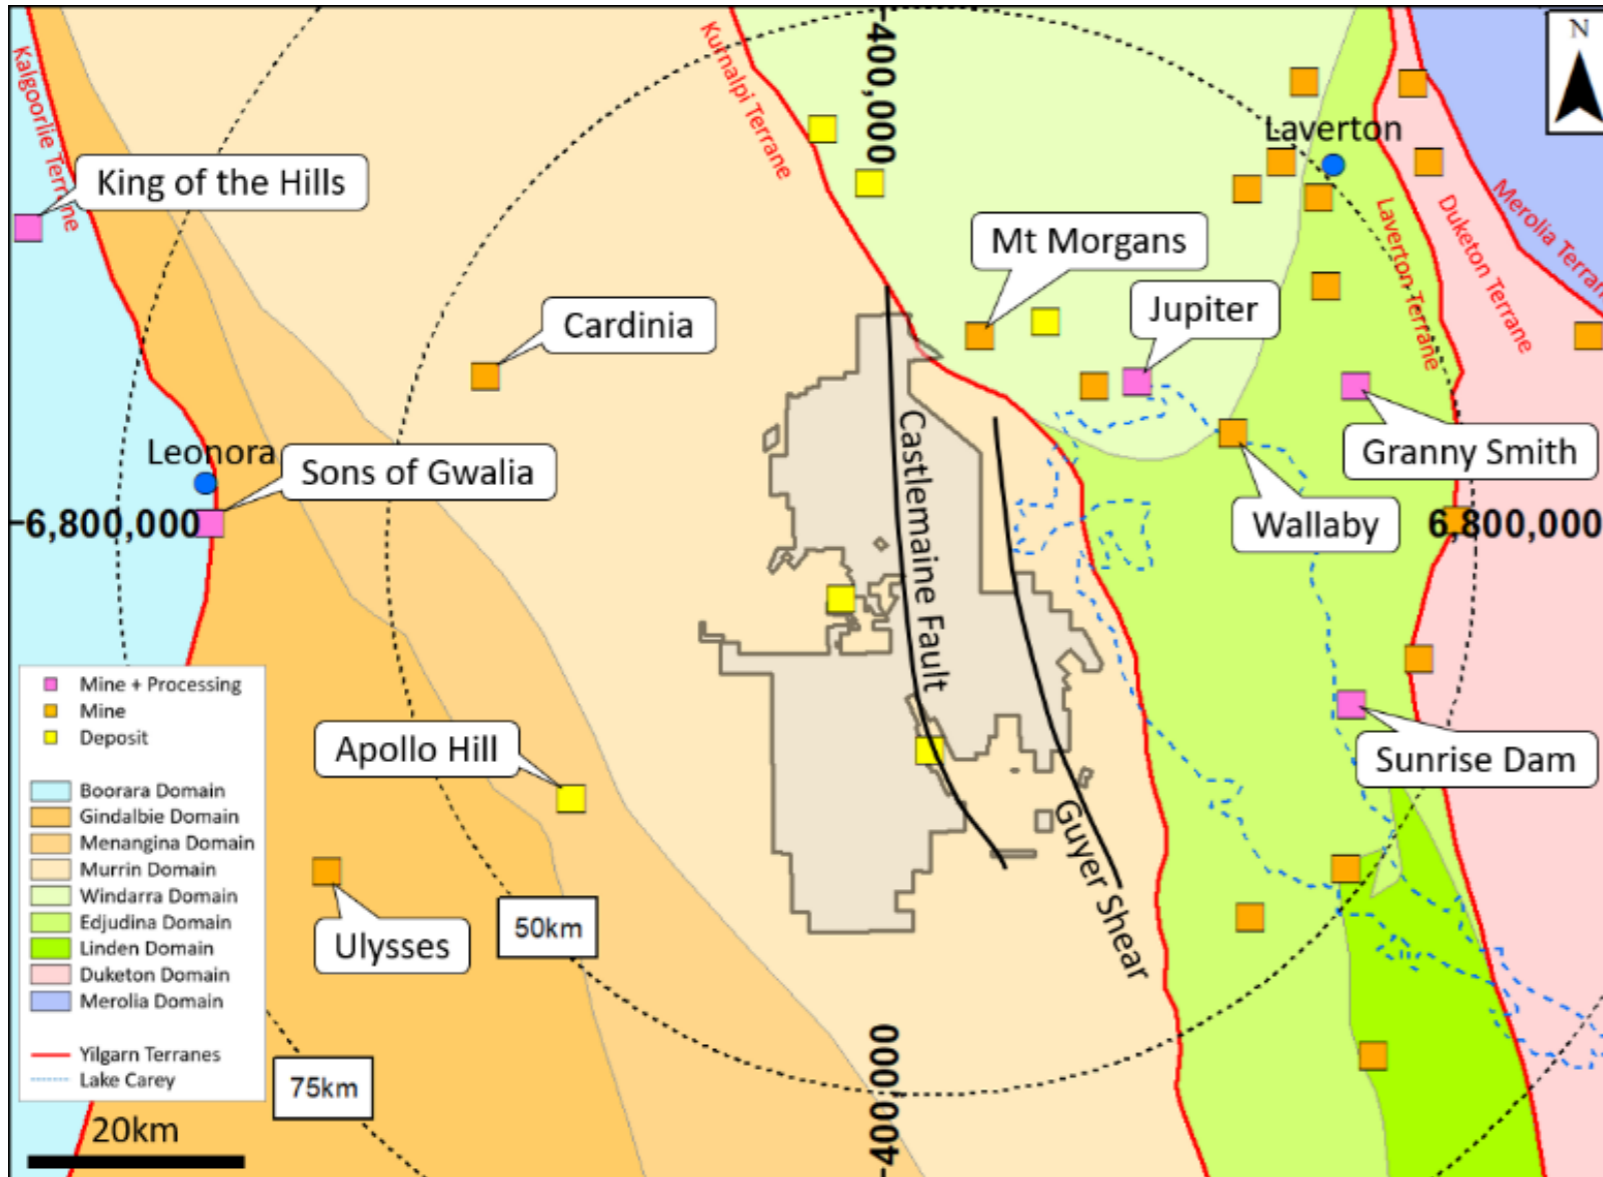 N
400,000
Kalgoorlie Terrane
Kurnalpi Terrane
Laverton
King of the Hills
Merolia Terran
Laverton Terrane
Duketon Terrane
Mt Morgans
Jupiter
Cardinia
Castlemaine Fault
Leonora
Sons of Gwalia
Granny Smith
Wallaby
6,800,000
6,800,000
Mine + Processing
Mine
Deposit
Apollo Hill
Sunrise Dam
Boorara Domain
Gindalbie Domain
Menangina Domain
Murrin Domain
Windarra Domain
Edjudina Domain
Linden Domain
Duketon Domain
Merolia Domain
Guyer Shear
Ulysses
50km
Yilgarn Terranes
Lake Carey
75km
400,000
20km